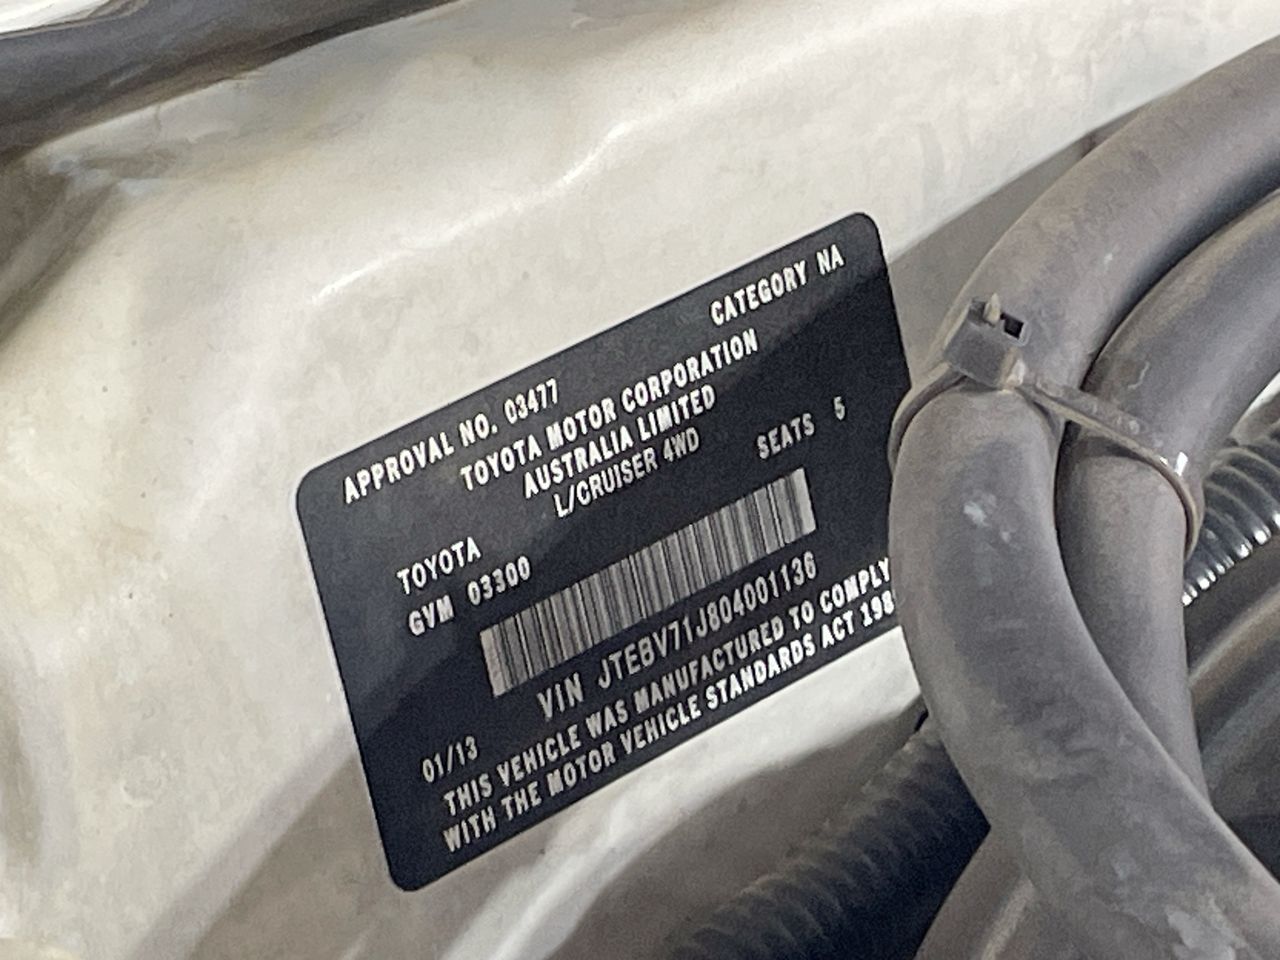 APPROVAL NO. 03477 CATEGORY NA
TOYOTA MOTOR CORPORATION
AUSTRALIA LIMITED
TOYOTA L/CRUISER 4WD
GVM 03300 SEATS 5
VIN JTEBV71J804001136
01/13
THIS VEHICLE WAS MANUFACTURED TO COMPLY
WITH THE MOTOR VEHICLE STANDARDS ACT 198